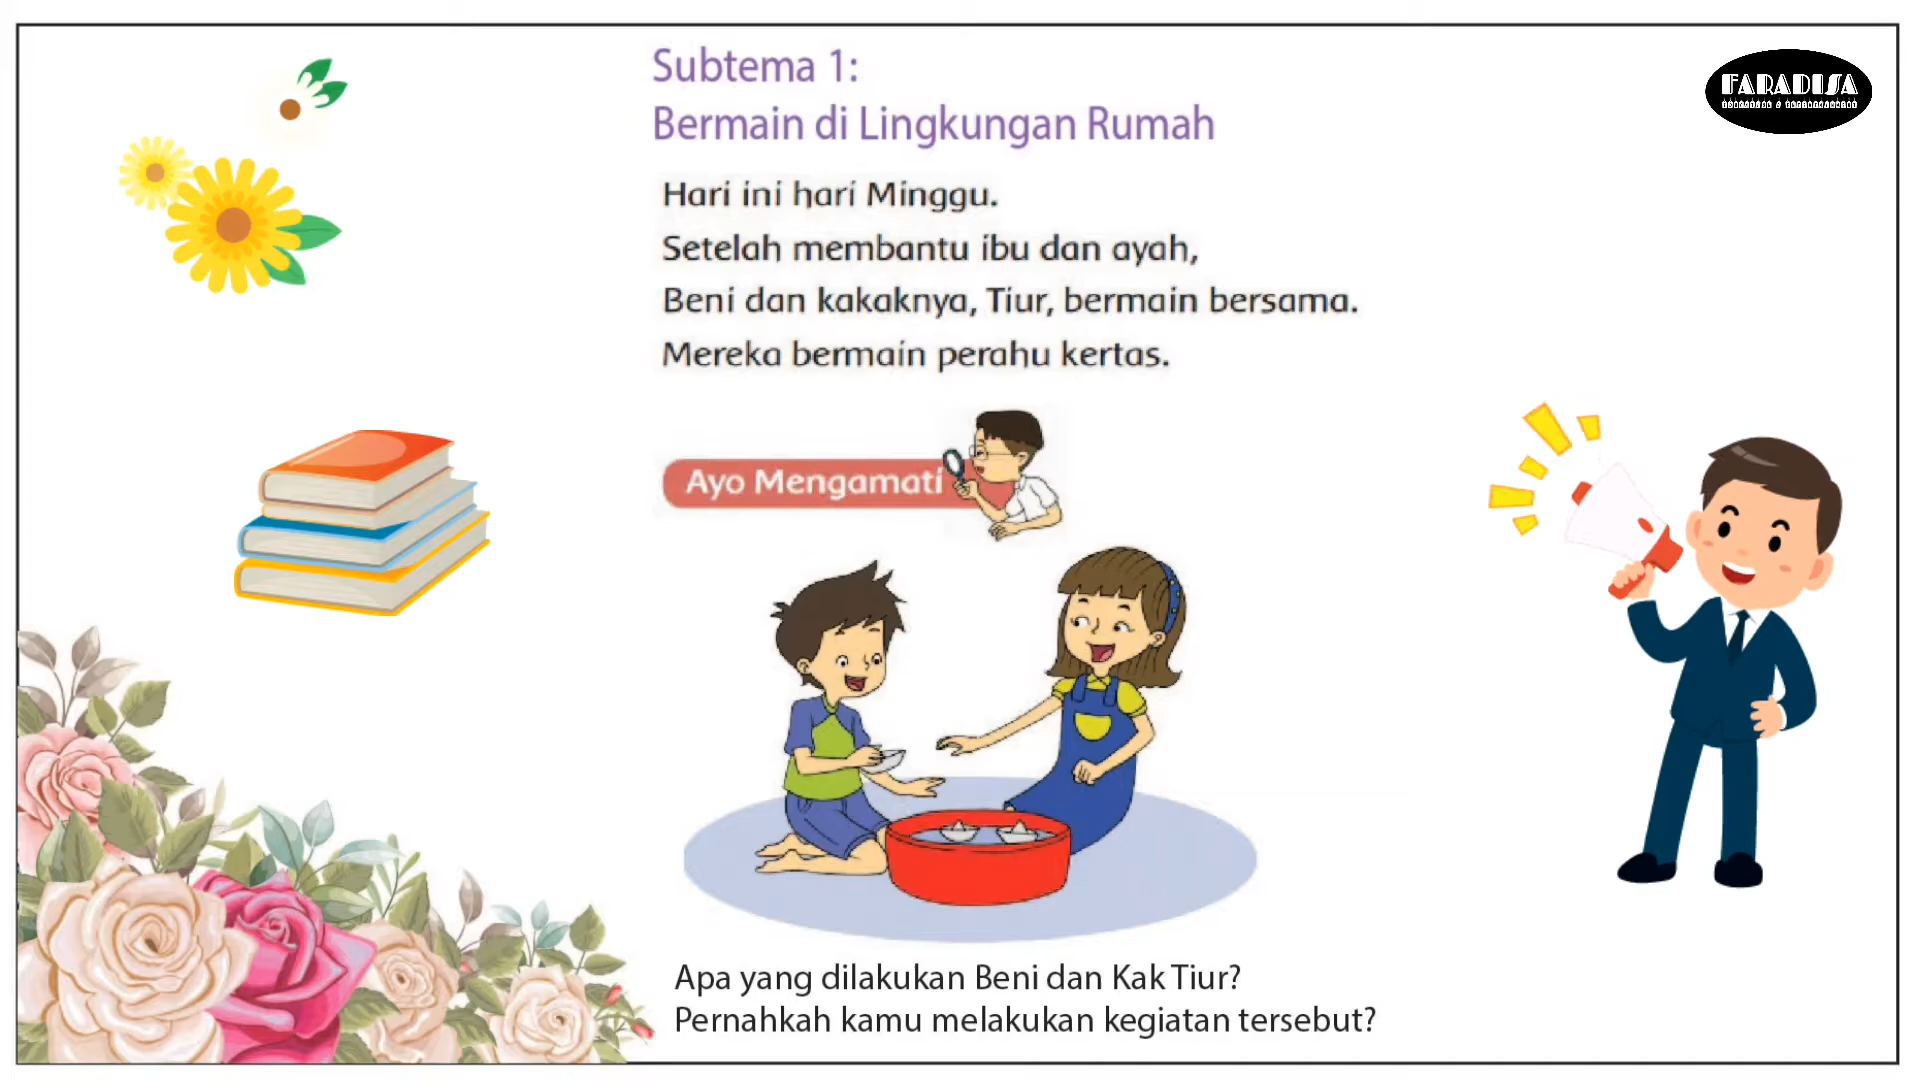 Subtema 1:
Bermain di Lingkungan Rumah
FARADISA
Hari ini hari Minggu.
Setelah membantu ibu dan ayah,
Beni dan kakaknya, Tiur, bermain bersama.
Mereka bermain perahu kertas.
Ayo Mengamati
Apa yang dilakukan Beni dan Kak Tiur?
Pernahkah kamu melakukan kegiatan tersebut?